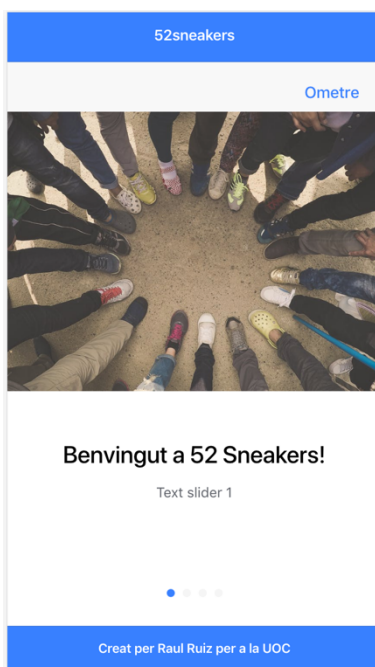 52sneakers
Ometre
Benvingut a 52 Sneakers!
Text slider 1
Creat per Raul Ruiz per a la UOC